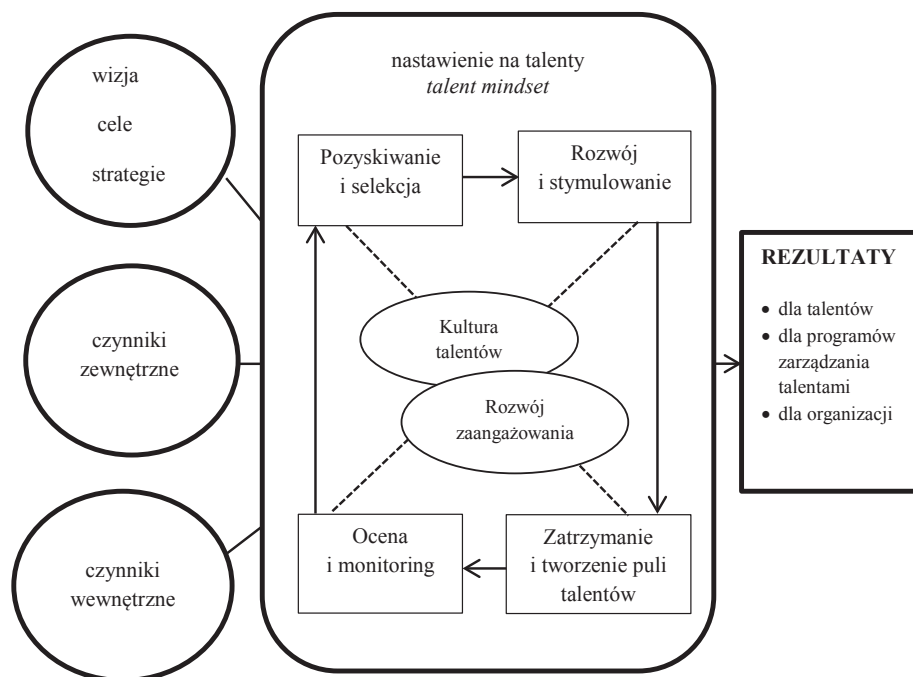 wizja
cele
strategie
czynniki
zewnętrzne
czynniki
wewnętrzne
nastawienie na talenty
talent mindset
Pozyskiwanie
i selekcja
Rozwój
i stymulowanie
Kultura
talentów
Rozwój
zaangażowania
Ocena
i monitoring
Zatrzymanie
i tworzenie puli
talentów
REZULTATY
• dla talentów
• dla programów
zarządzania
talentami
• dla organizacji